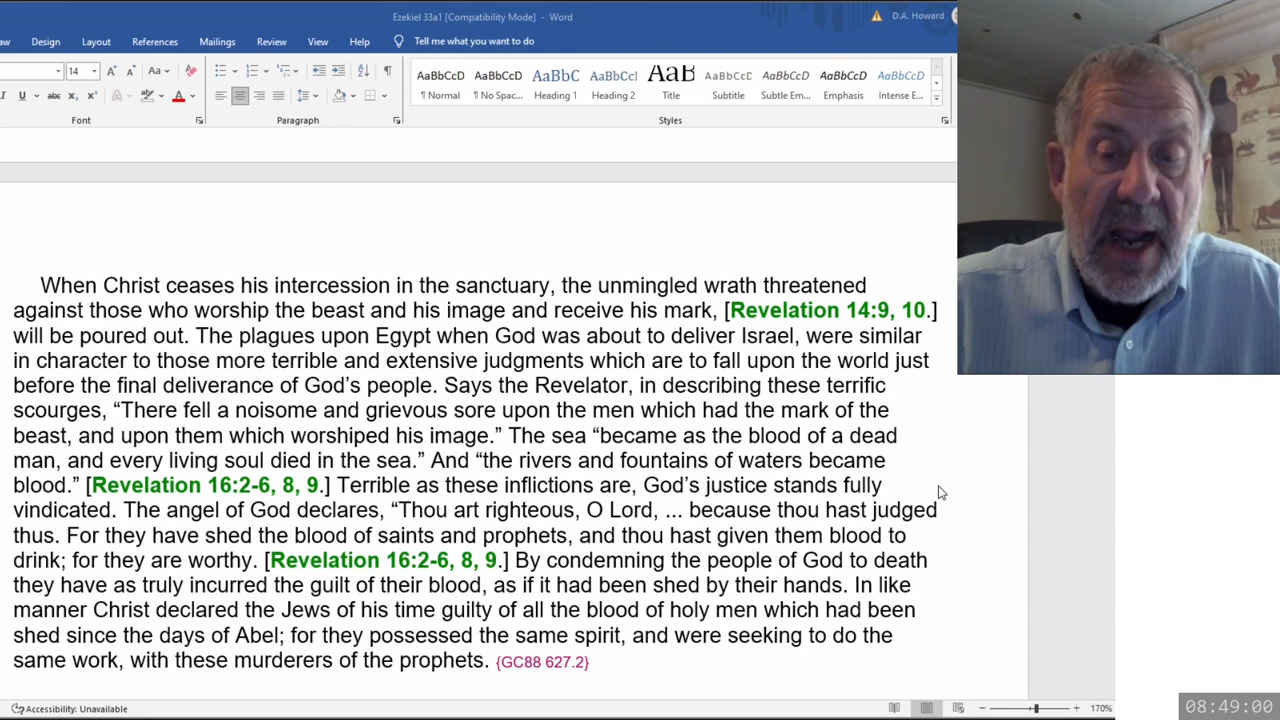 Ezekiel 33a1 [Compatibility Mode] - Word
D.A. Howard
aw Design Layout References Mailings Review View Help Tell me what you want to do
14 Aa
AaBbCcD AaBbCcD AaBbC AaBbCcI AaB AaBbCcD AaBbCcD AaBbCcD AaBbCcD
¶ Normal ¶ No Spac... Heading 1 Heading 2 Title Subtitle Subtle Em... Emphasis Intense E...
I U abc x₂ x² A A
Font Paragraph Styles
When Christ ceases his intercession in the sanctuary, the unmingled wrath threatened
against those who worship the beast and his image and receive his mark, [Revelation 14:9, 10.]
will be poured out. The plagues upon Egypt when God was about to deliver Israel, were similar
in character to those more terrible and extensive judgments which are to fall upon the world just
before the final deliverance of God's people. Says the Revelator, in describing these terrific
scourges, “There fell a noisome and grievous sore upon the men which had the mark of the
beast, and upon them which worshiped his image.” The sea “became as the blood of a dead
man, and every living soul died in the sea.” And “the rivers and fountains of waters became
blood.” [Revelation 16:2-6, 8, 9.] Terrible as these inflictions are, God's justice stands fully
vindicated. The angel of God declares, “Thou art righteous, O Lord, ... because thou hast judged
thus. For they have shed the blood of saints and prophets, and thou hast given them blood to
drink; for they are worthy. [Revelation 16:2-6, 8, 9.] By condemning the people of God to death
they have as truly incurred the guilt of their blood, as if it had been shed by their hands. In like
manner Christ declared the Jews of his time guilty of all the blood of holy men which had been
shed since the days of Abel; for they possessed the same spirit, and were seeking to do the
same work, with these murderers of the prophets. {GC88 627.2}
Accessibility: Unavailable
170%
08:49:00